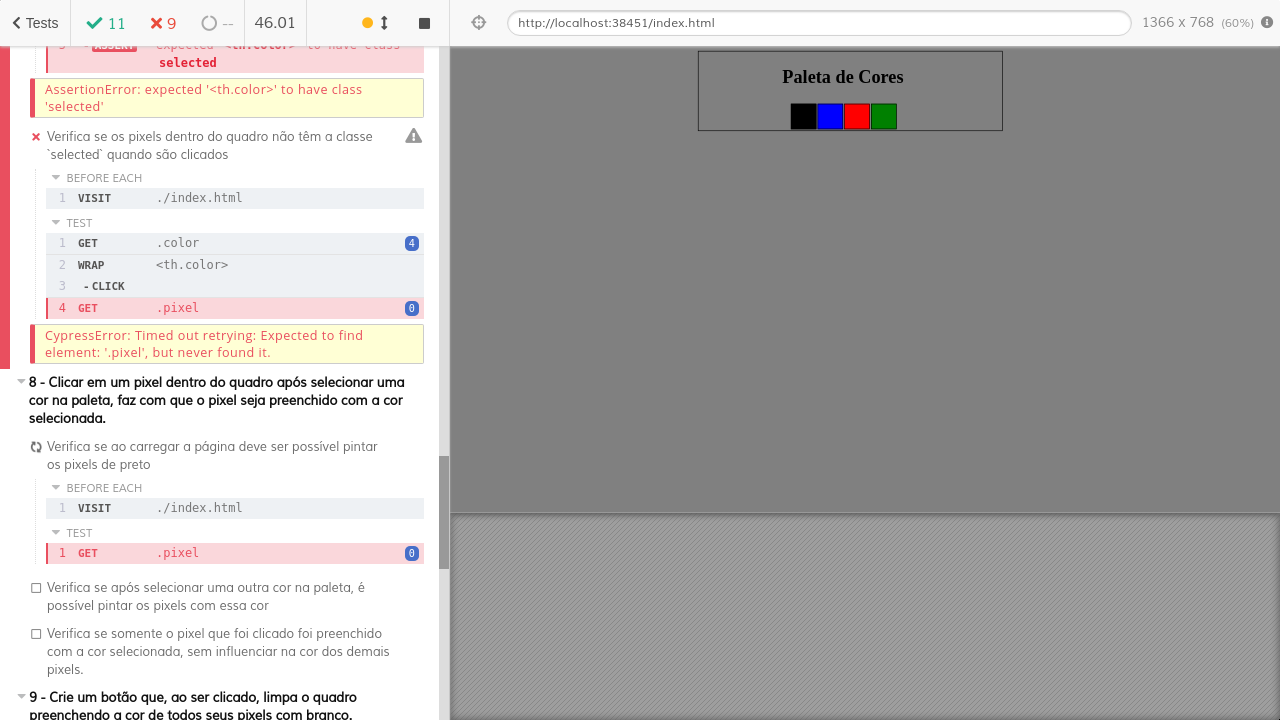 Tests
11
9
--
46.01
http://localhost:38451/index.html
1366 x 768 (60%)
3 -ASSERT expected <th.color> to have class
selected
AssertionError: expected '<th.color>' to have class
'selected'
Verifica se os pixels dentro do quadro não têm a classe
`selected` quando são clicados
BEFORE EACH
1 VISIT ./index.html
TEST
1 GET .color 4
2 WRAP <th.color>
3 -CLICK
4 GET .pixel 0
CypressError: Timed out retrying: Expected to find
element: '.pixel', but never found it.
8 - Clicar em um pixel dentro do quadro após selecionar uma
cor na paleta, faz com que o pixel seja preenchido com a cor
selecionada.
Verifica se ao carregar a página deve ser possível pintar
os pixels de preto
BEFORE EACH
1 VISIT ./index.html
TEST
1 GET .pixel 0
Verifica se após selecionar uma outra cor na paleta, é
possível pintar os pixels com essa cor
Verifica se somente o pixel que foi clicado foi preenchido
com a cor selecionada, sem influenciar na cor dos demais
pixels.
9 - Crie um botão que, ao ser clicado, limpa o quadro
preenchendo a cor de todos seus pixels com branco.
Paleta de Cores